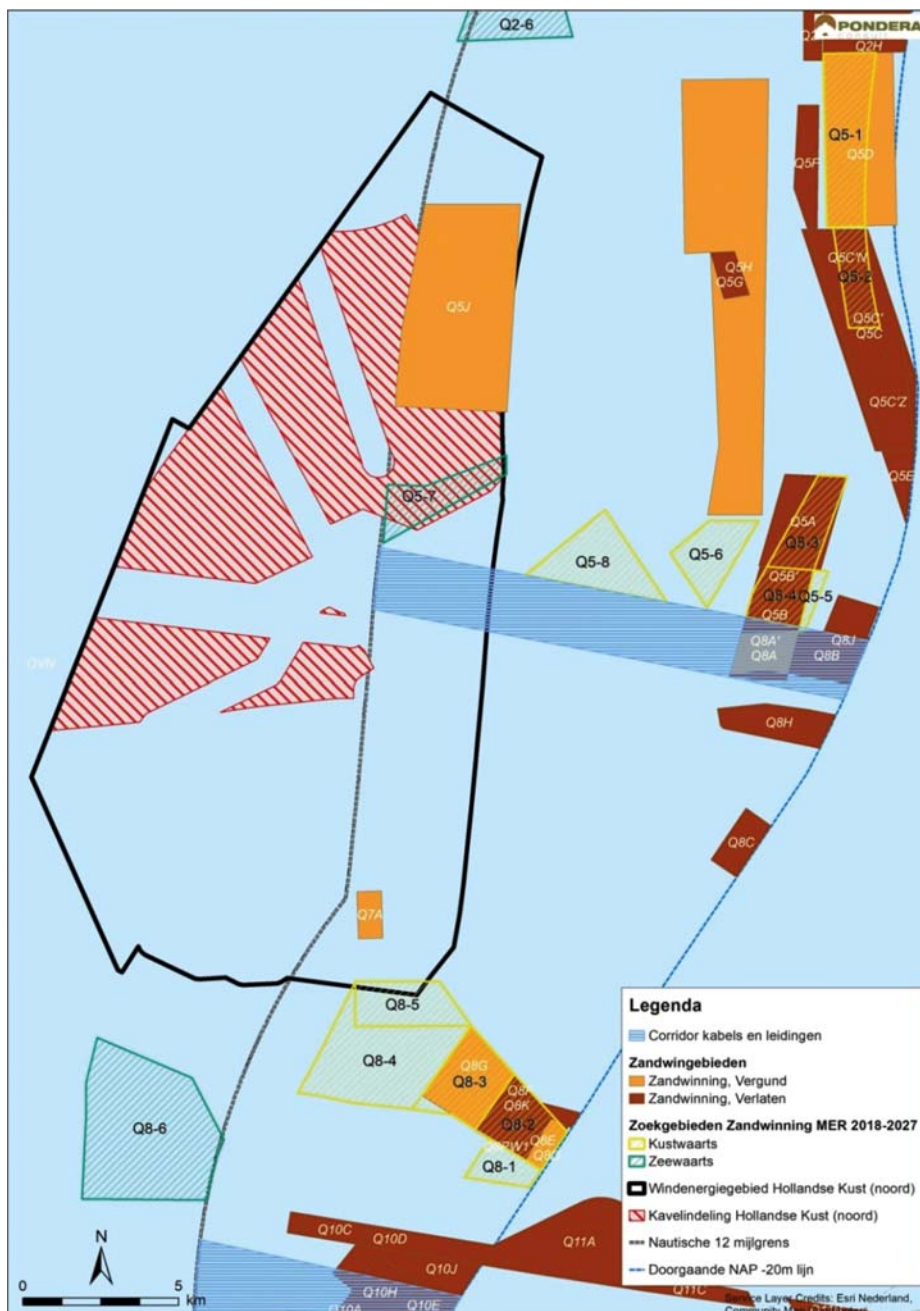 Q2-6
PONDERA
Q2H
Q5-1
Q5D
Q5F
Q5H
Q5G
Q5C'N
Q5-2
Q5C'
Q5C
Q5J
Q5C'Z
Q5E
Q5-7
Q5A
Q5-3
Q5-8
Q5-6
Q5B'
Q5-4
Q5-5
Q5B
Q8J
Q8A'
Q8A
Q8B
QVN
Q8H
Q8C
Q7A
Q8-5
Q8-4
Q8G
Q8-3
Q8K
Q8-2
Q8E
Q8-1
Q8-6
Q10C
Q10D
Q11A
Q10J
Q10H
Q10A
Q10E
Q11C
N
0 5
km
Legenda
Corridor kabels en leidingen
Zandwingebieden
Zandwinning, Vergund
Zandwinning, Verlaten
Zoekgebieden Zandwinning MER 2018-2027
Kustwaarts
Zeewaarts
Windenergiegebied Hollandse Kust (noord)
Kavelindeling Hollandse Kust (noord)
Nautische 12 mijlgrens
Doorgaande NAP -20m lijn
Service Layer Credits: Esri Nederland,